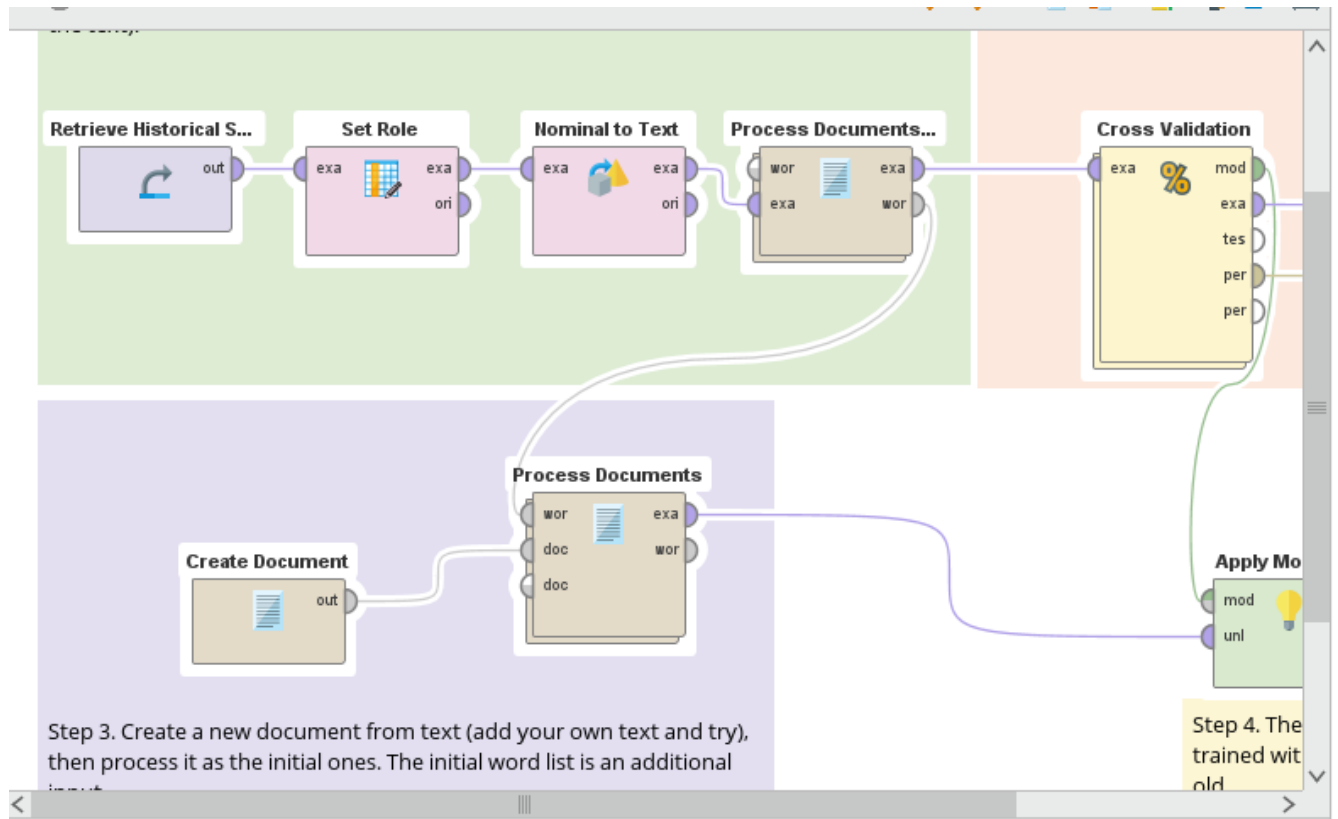 Retrieve Historical S...
out
Set Role
exa
exa
ori
Nominal to Text
exa
exa
ori
Process Documents...
wor
exa
exa
wor
Cross Validation
exa
mod
exa
tes
per
per
Process Documents
wor
exa
doc
wor
doc
Create Document
out
Apply Mo
mod
unl
Step 3. Create a new document from text (add your own text and try),
then process it as the initial ones. The initial word list is an additional
input
Step 4. The
trained wit
old